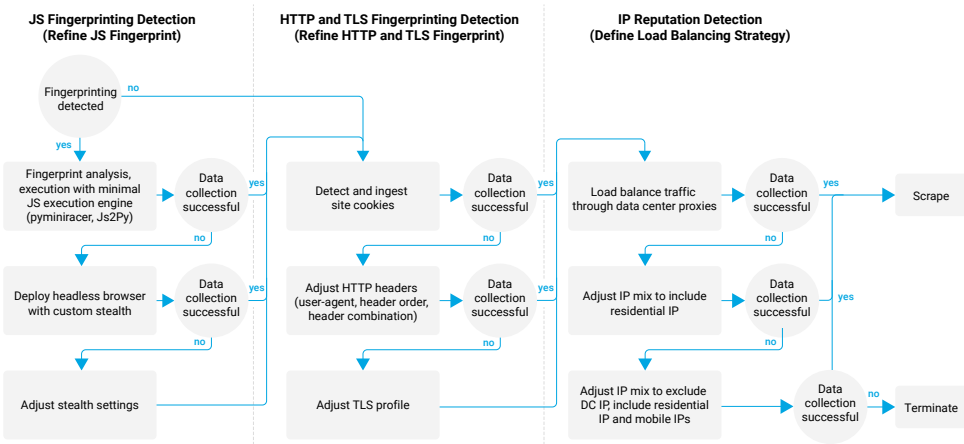 JS Fingerprinting Detection
(Refine JS Fingerprint)
HTTP and TLS Fingerprinting Detection
(Refine HTTP and TLS Fingerprint)
IP Reputation Detection
(Define Load Balancing Strategy)
Fingerprinting
detected
no
yes
Fingerprint analysis,
execution with minimal
JS execution engine
(pyminiracer, Js2Py)
Data
collection
successful
yes
no
Deploy headless browser
with custom stealth
Data
collection
successful
yes
no
Adjust stealth settings
Detect and ingest
site cookies
Data
collection
successful
yes
no
Adjust HTTP headers
(user-agent, header order,
header combination)
Data
collection
successful
yes
no
Adjust TLS profile
Load balance traffic
through data center proxies
Data
collection
successful
yes
no
Scrape
Adjust IP mix to include
residential IP
Data
collection
successful
yes
no
Adjust IP mix to exclude
DC IP, include residential
IP and mobile IPs
Data
collection
successful
no
Terminate